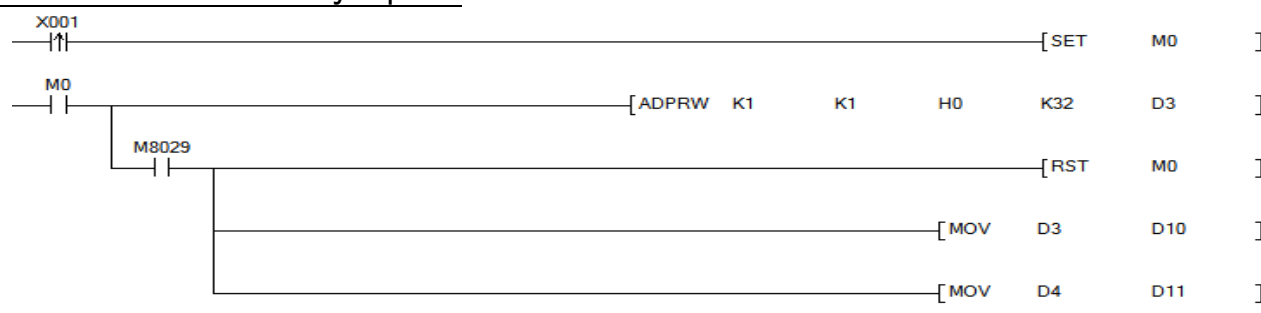 X001
[ SET M0 ]
M0
[ ADPRW K1 K1 H0 K32 D3 ]
M8029
[ RST M0 ]
[ MOV D3 D10 ]
[ MOV D4 D11 ]